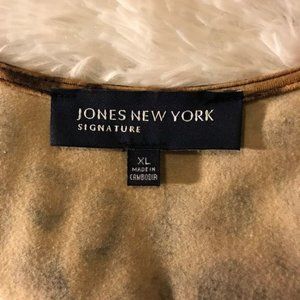 JONES NEW YORK
SIGNATURE
XL
MADE IN
CAMBODIA